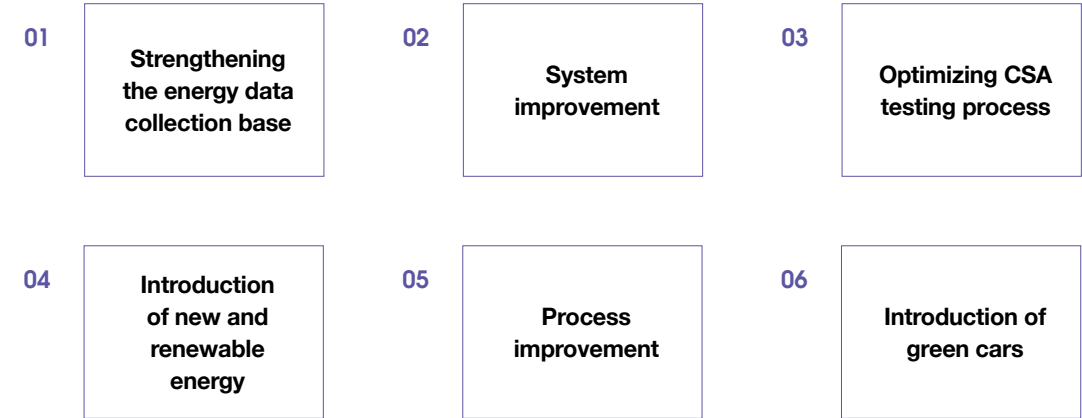 01
Strengthening
the energy data
collection base
02
System
improvement
03
Optimizing CSA
testing process
04
Introduction
of new and
renewable
energy
05
Process
improvement
06
Introduction of
green cars